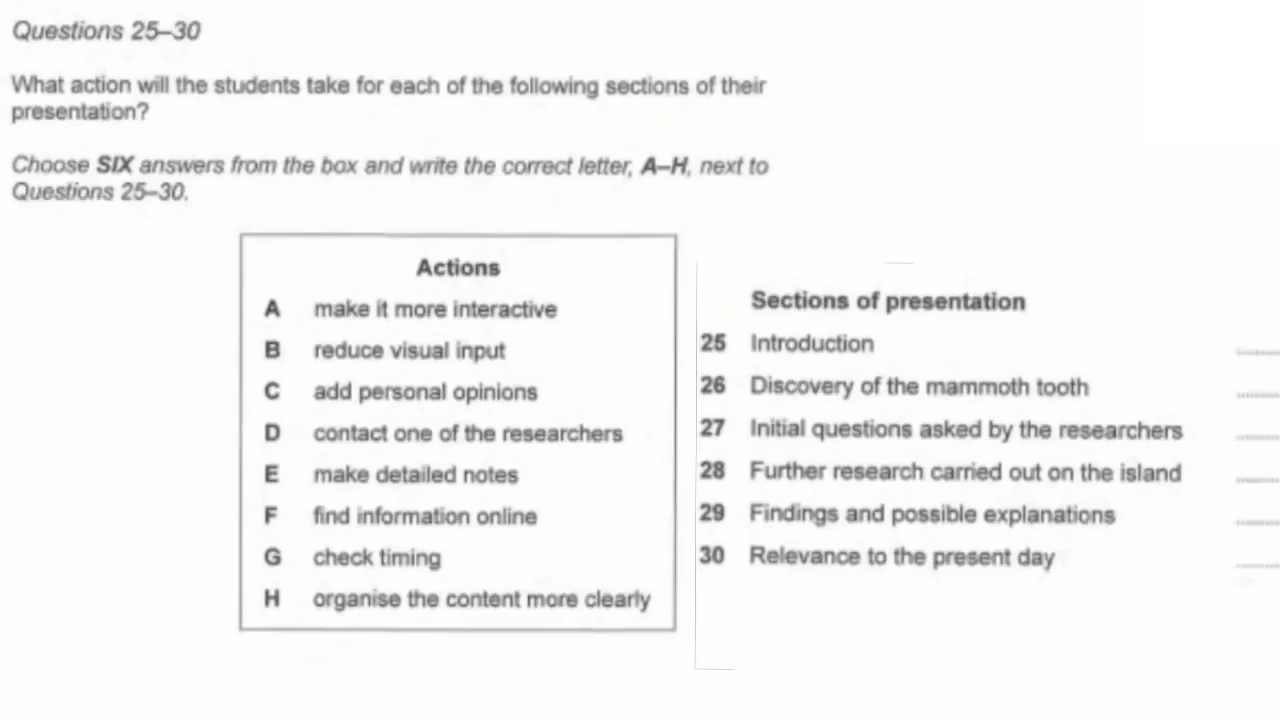 Questions 25–30
What action will the students take for each of the following sections of their
presentation?
Choose SIX answers from the box and write the correct letter, A–H, next to
Questions 25–30.
Actions
A make it more interactive
B reduce visual input
C add personal opinions
D contact one of the researchers
E make detailed notes
F find information online
G check timing
H organise the content more clearly
Sections of presentation
25 Introduction ..........
26 Discovery of the mammoth tooth ..........
27 Initial questions asked by the researchers ..........
28 Further research carried out on the island ..........
29 Findings and possible explanations ..........
30 Relevance to the present day ..........